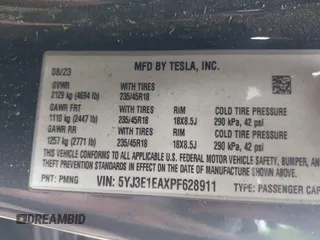 MFD BY TESLA, INC.
08/23
GVWR WITH TIRES
2129 kg (4694 lb) 235/45R18
GAWR FRT WITH TIRES RIM COLD TIRE PRESSURE
1110 kg (2447 lb) 235/45R18 18X8.5J 290 kPa, 42 psi
GAWR RR WITH TIRES RIM COLD TIRE PRESSURE
1257 kg (2771 lb) 235/45R18 18X8.5J 290 kPa, 42 psi
THIS VEHICLE CONFORMS TO ALL APPLICABLE FEDERAL MOTOR VEHICLE SAFETY, BUMPER, AN
THEFT PREVENTION STANDARDS IN EFFECT ON THE DATE OF MANUFACTURE SHOWN ABOVE.
PNT: PMNG VIN: 5YJ3E1EAXPF628911 TYPE: PASSENGER CAR
DREAMBID